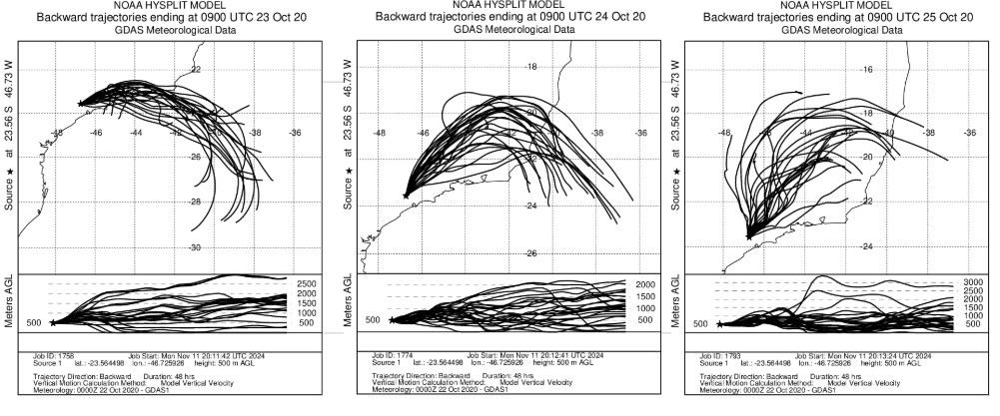 NOAA HYSPLIT MODEL
Backward trajectories ending at 0900 UTC 23 Oct 20
GDAS Meteorological Data
Source ★ at 23.56 S 46.73 W
-22
-48 -46 -44 -42 -40 -38 -36
-24
-26
-28
-30
Meters AGL
500
2500
2000
1500
1000
500
Job ID: 1758 Job Start: Mon Nov 11 20:11:42 UTC 2024
Source 1 lat.: -23.564498 lon.: -46.725926 height: 500 m AGL
Trajectory Direction: Backward Duration: 48 hrs
Vertical Motion Calculation Method: Model Vertical Velocity
Meteorology: 0000Z 22 Oct 2020 - GDAS1
NOAA HYSPLIT MODEL
Backward trajectories ending at 0900 UTC 24 Oct 20
GDAS Meteorological Data
Source ★ at 23.56 S 46.73 W
-18
-20
-48 -46 -44 -42 -40 -38 -36
-22
-24
-26
Meters AGL
500
2000
1500
1000
500
Job ID: 1774 Job Start: Mon Nov 11 20:12:41 UTC 2024
Source 1 lat.: -23.564498 lon.: -46.725926 height: 500 m AGL
Trajectory Direction: Backward Duration: 48 hrs
Vertical Motion Calculation Method: Model Vertical Velocity
Meteorology: 0000Z 22 Oct 2020 - GDAS1
NOAA HYSPLIT MODEL
Backward trajectories ending at 0900 UTC 25 Oct 20
GDAS Meteorological Data
Source ★ at 23.56 S 46.73 W
-16
-18
-48 -46 -44 -42 -40 -38 -36
-20
-22
-24
Meters AGL
500
3000
2500
2000
1500
1000
500
Job ID: 1793 Job Start: Mon Nov 11 20:13:24 UTC 2024
Source 1 lat.: -23.564498 lon.: -46.725926 height: 500 m AGL
Trajectory Direction: Backward Duration: 48 hrs
Vertical Motion Calculation Method: Model Vertical Velocity
Meteorology: 0000Z 22 Oct 2020 - GDAS1